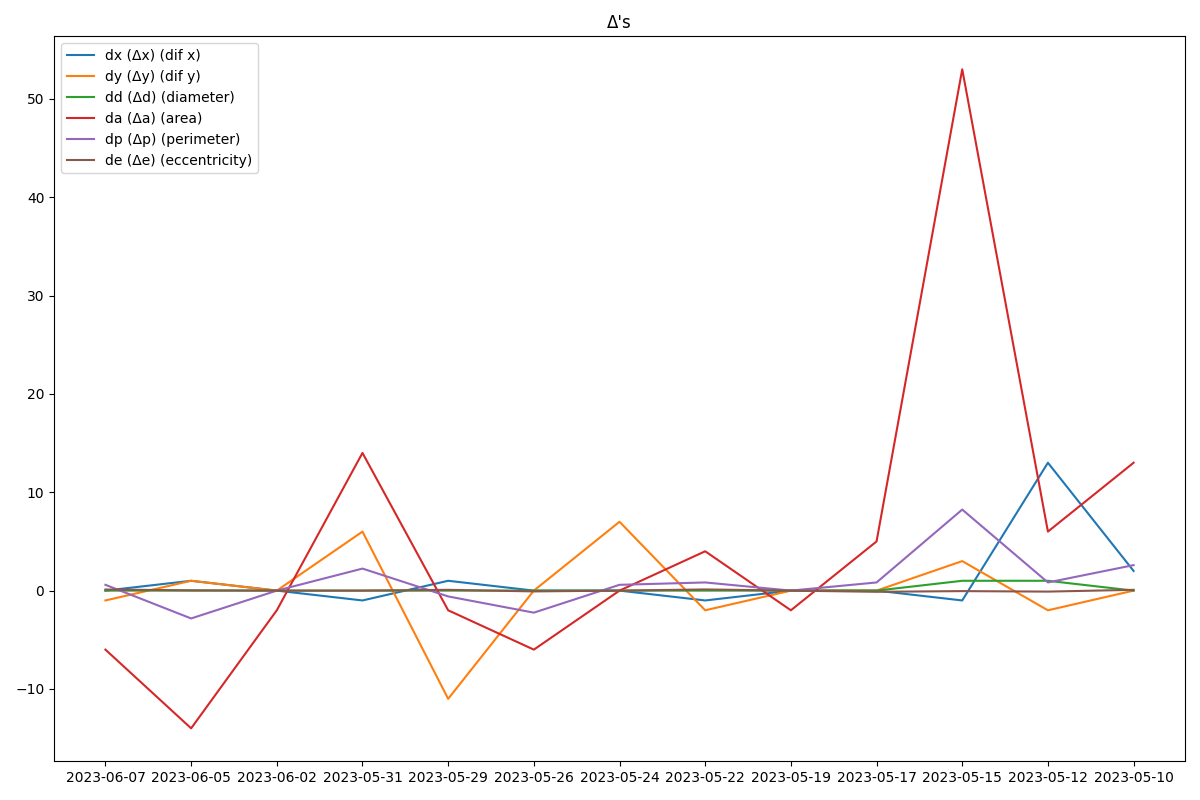 Δ's
dx (Δx) (dif x)
dy (Δy) (dif y)
dd (Δd) (diameter)
da (Δa) (area)
dp (Δp) (perimeter)
de (Δe) (eccentricity)
50
40
30
20
10
0
−10
2023-06-07 2023-06-05 2023-06-02 2023-05-31 2023-05-29 2023-05-26 2023-05-24 2023-05-22 2023-05-19 2023-05-17 2023-05-15 2023-05-12 2023-05-10